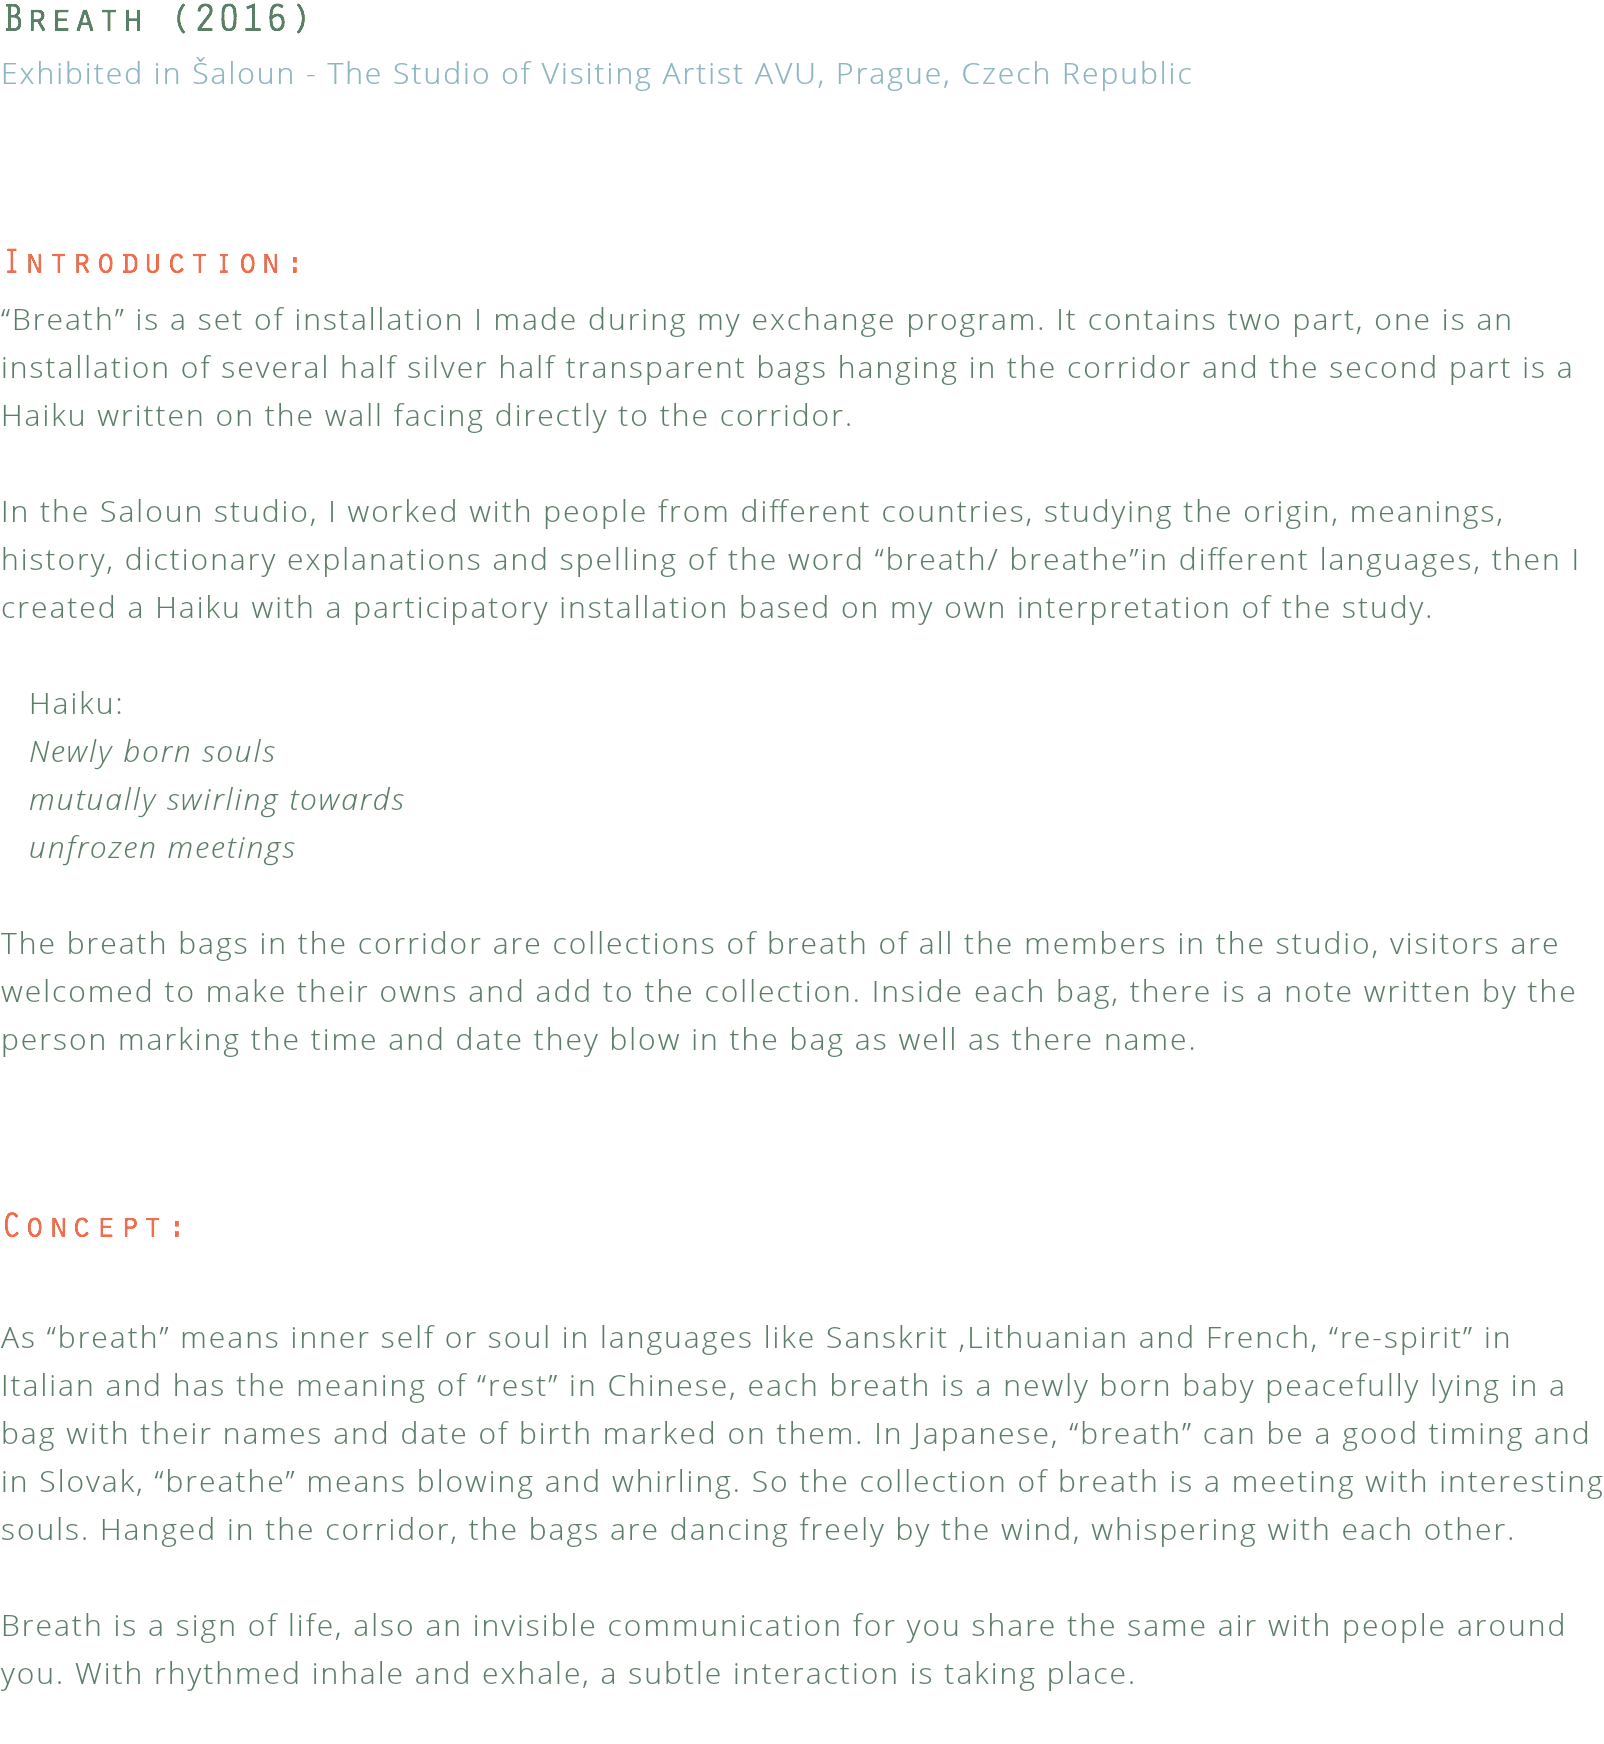 Breath (2016)
Exhibited in Šaloun - The Studio of Visiting Artist AVU, Prague, Czech Republic
Introduction:
“Breath” is a set of installation I made during my exchange program. It contains two part, one is an
installation of several half silver half transparent bags hanging in the corridor and the second part is a
Haiku written on the wall facing directly to the corridor.
In the Saloun studio, I worked with people from different countries, studying the origin, meanings,
history, dictionary explanations and spelling of the word “breath/ breathe”in different languages, then I
created a Haiku with a participatory installation based on my own interpretation of the study.
Haiku:
Newly born souls
mutually swirling towards
unfrozen meetings
The breath bags in the corridor are collections of breath of all the members in the studio, visitors are
welcomed to make their owns and add to the collection. Inside each bag, there is a note written by the
person marking the time and date they blow in the bag as well as there name.
Concept:
As “breath” means inner self or soul in languages like Sanskrit ,Lithuanian and French, “re-spirit” in
Italian and has the meaning of “rest” in Chinese, each breath is a newly born baby peacefully lying in a
bag with their names and date of birth marked on them. In Japanese, “breath” can be a good timing and
in Slovak, “breathe” means blowing and whirling. So the collection of breath is a meeting with interesting
souls. Hanged in the corridor, the bags are dancing freely by the wind, whispering with each other.
Breath is a sign of life, also an invisible communication for you share the same air with people around
you. With rhythmed inhale and exhale, a subtle interaction is taking place.